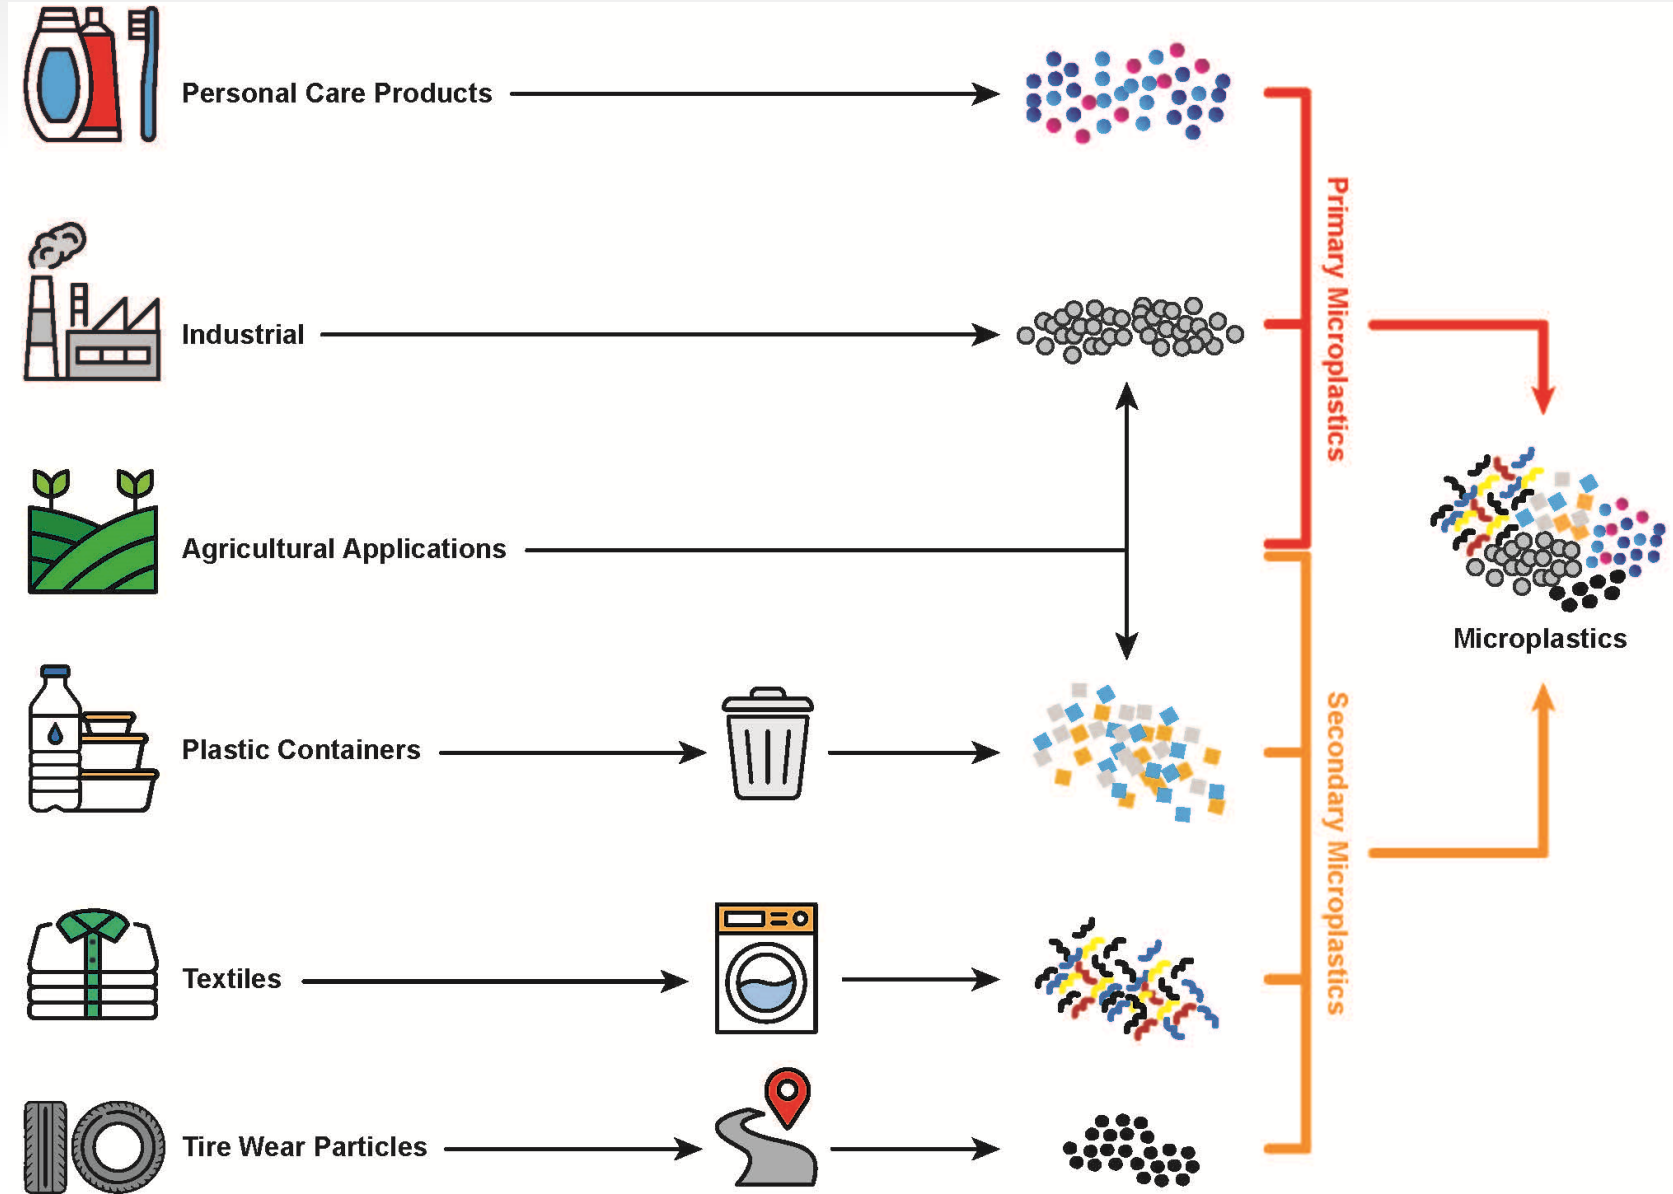 Personal Care Products
Primary Microplastics
Industrial
Agricultural Applications
Microplastics
Plastic Containers
Secondary Microplastics
Textiles
Tire Wear Particles